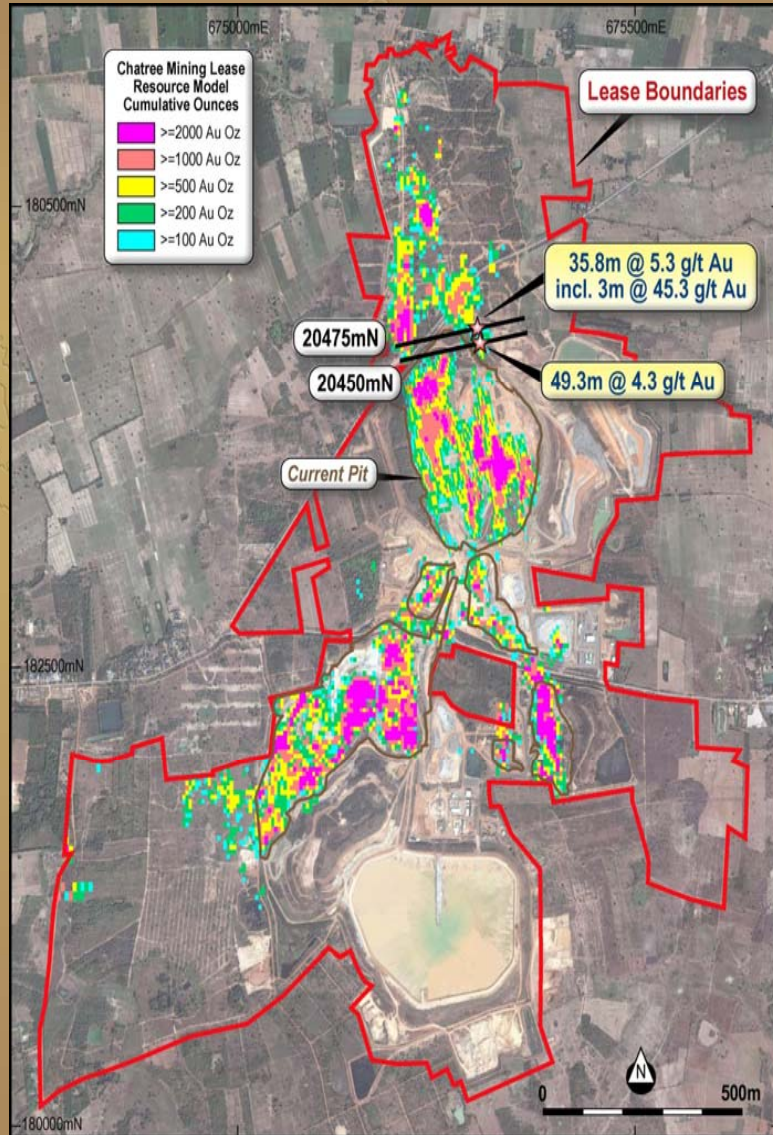 675000mE
675500mE
Chatree Mining Lease
Resource Model
Cumulative Ounces
>=2000 Au Oz
>=1000 Au Oz
>=500 Au Oz
>=200 Au Oz
>=100 Au Oz
Lease Boundaries
180500mN
35.8m @ 5.3 g/t Au
incl. 3m @ 45.3 g/t Au
20475mN
20450mN
49.3m @ 4.3 g/t Au
Current Pit
182500mN
N
0
500m
180000mN